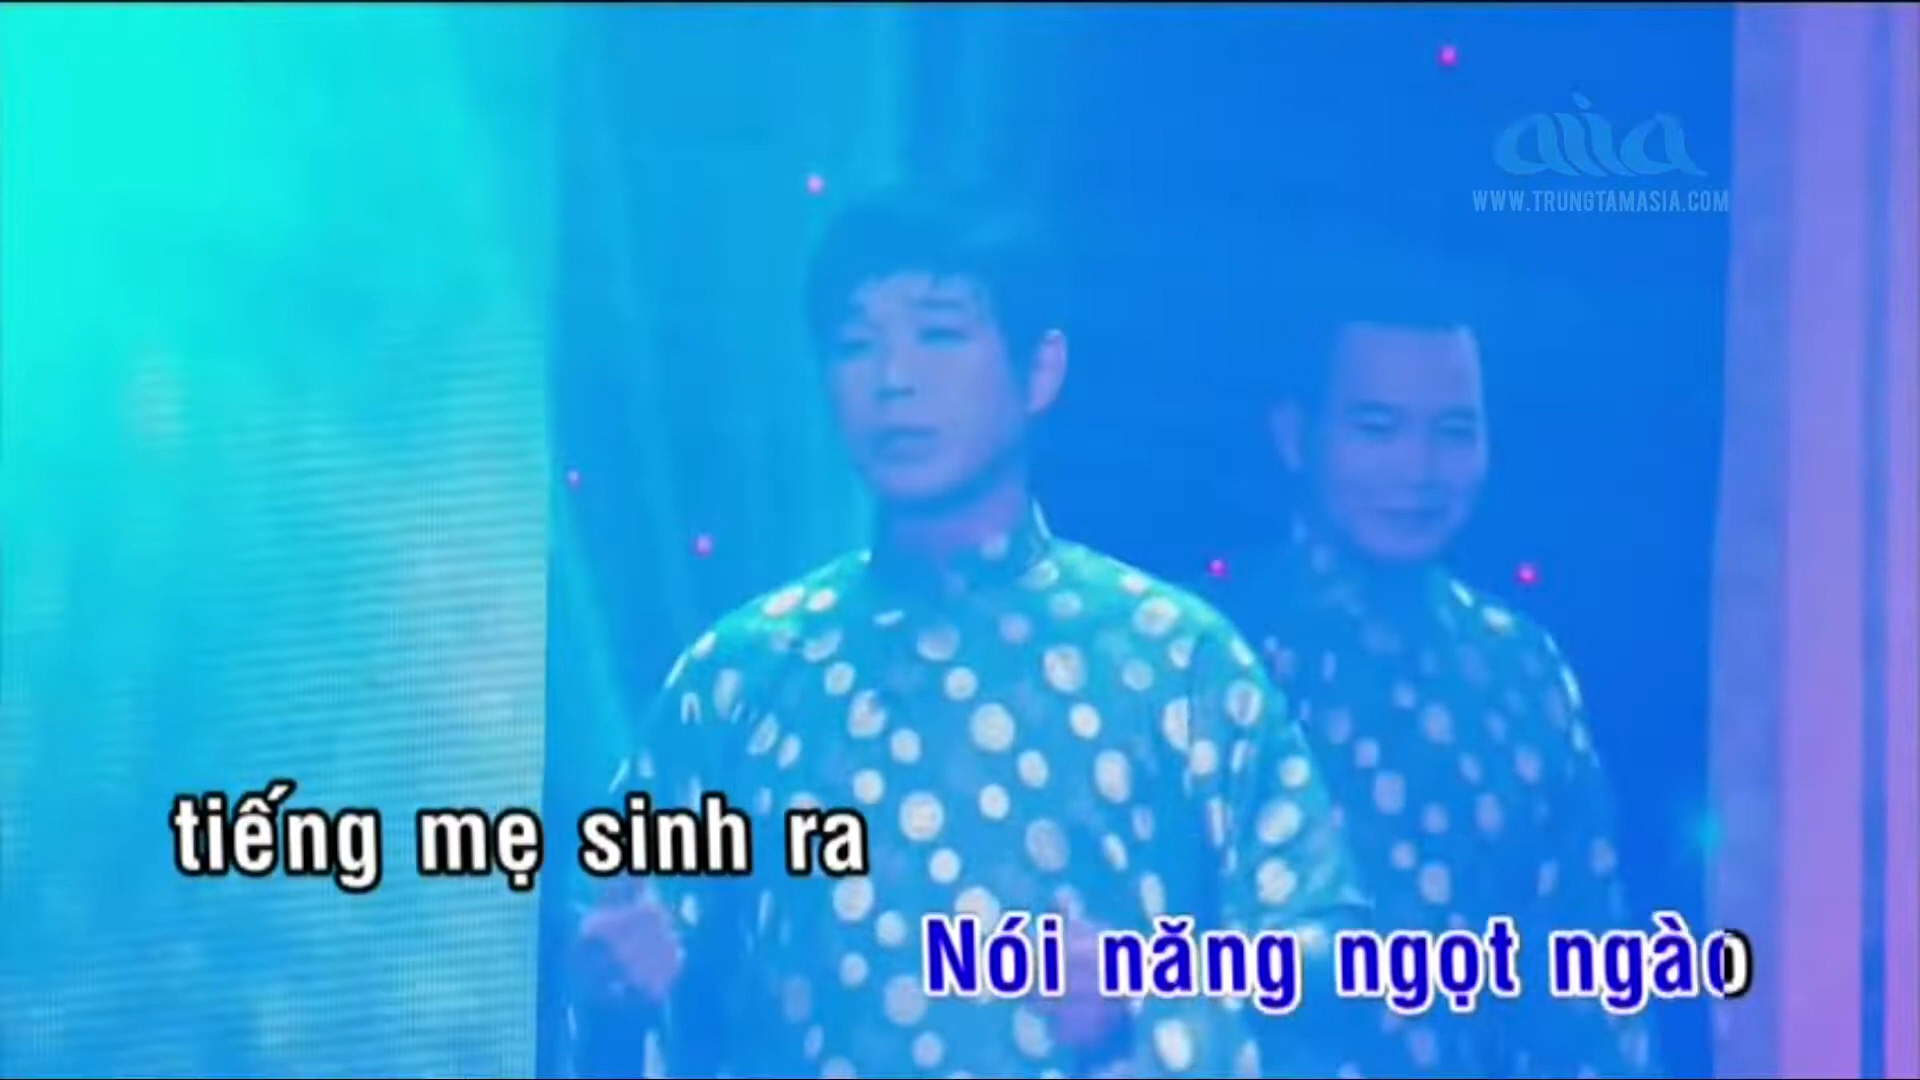 asia
WWW.TRUNGTAMASIA.COM
tiếng mẹ sinh ra
Nói năng ngọt ngào